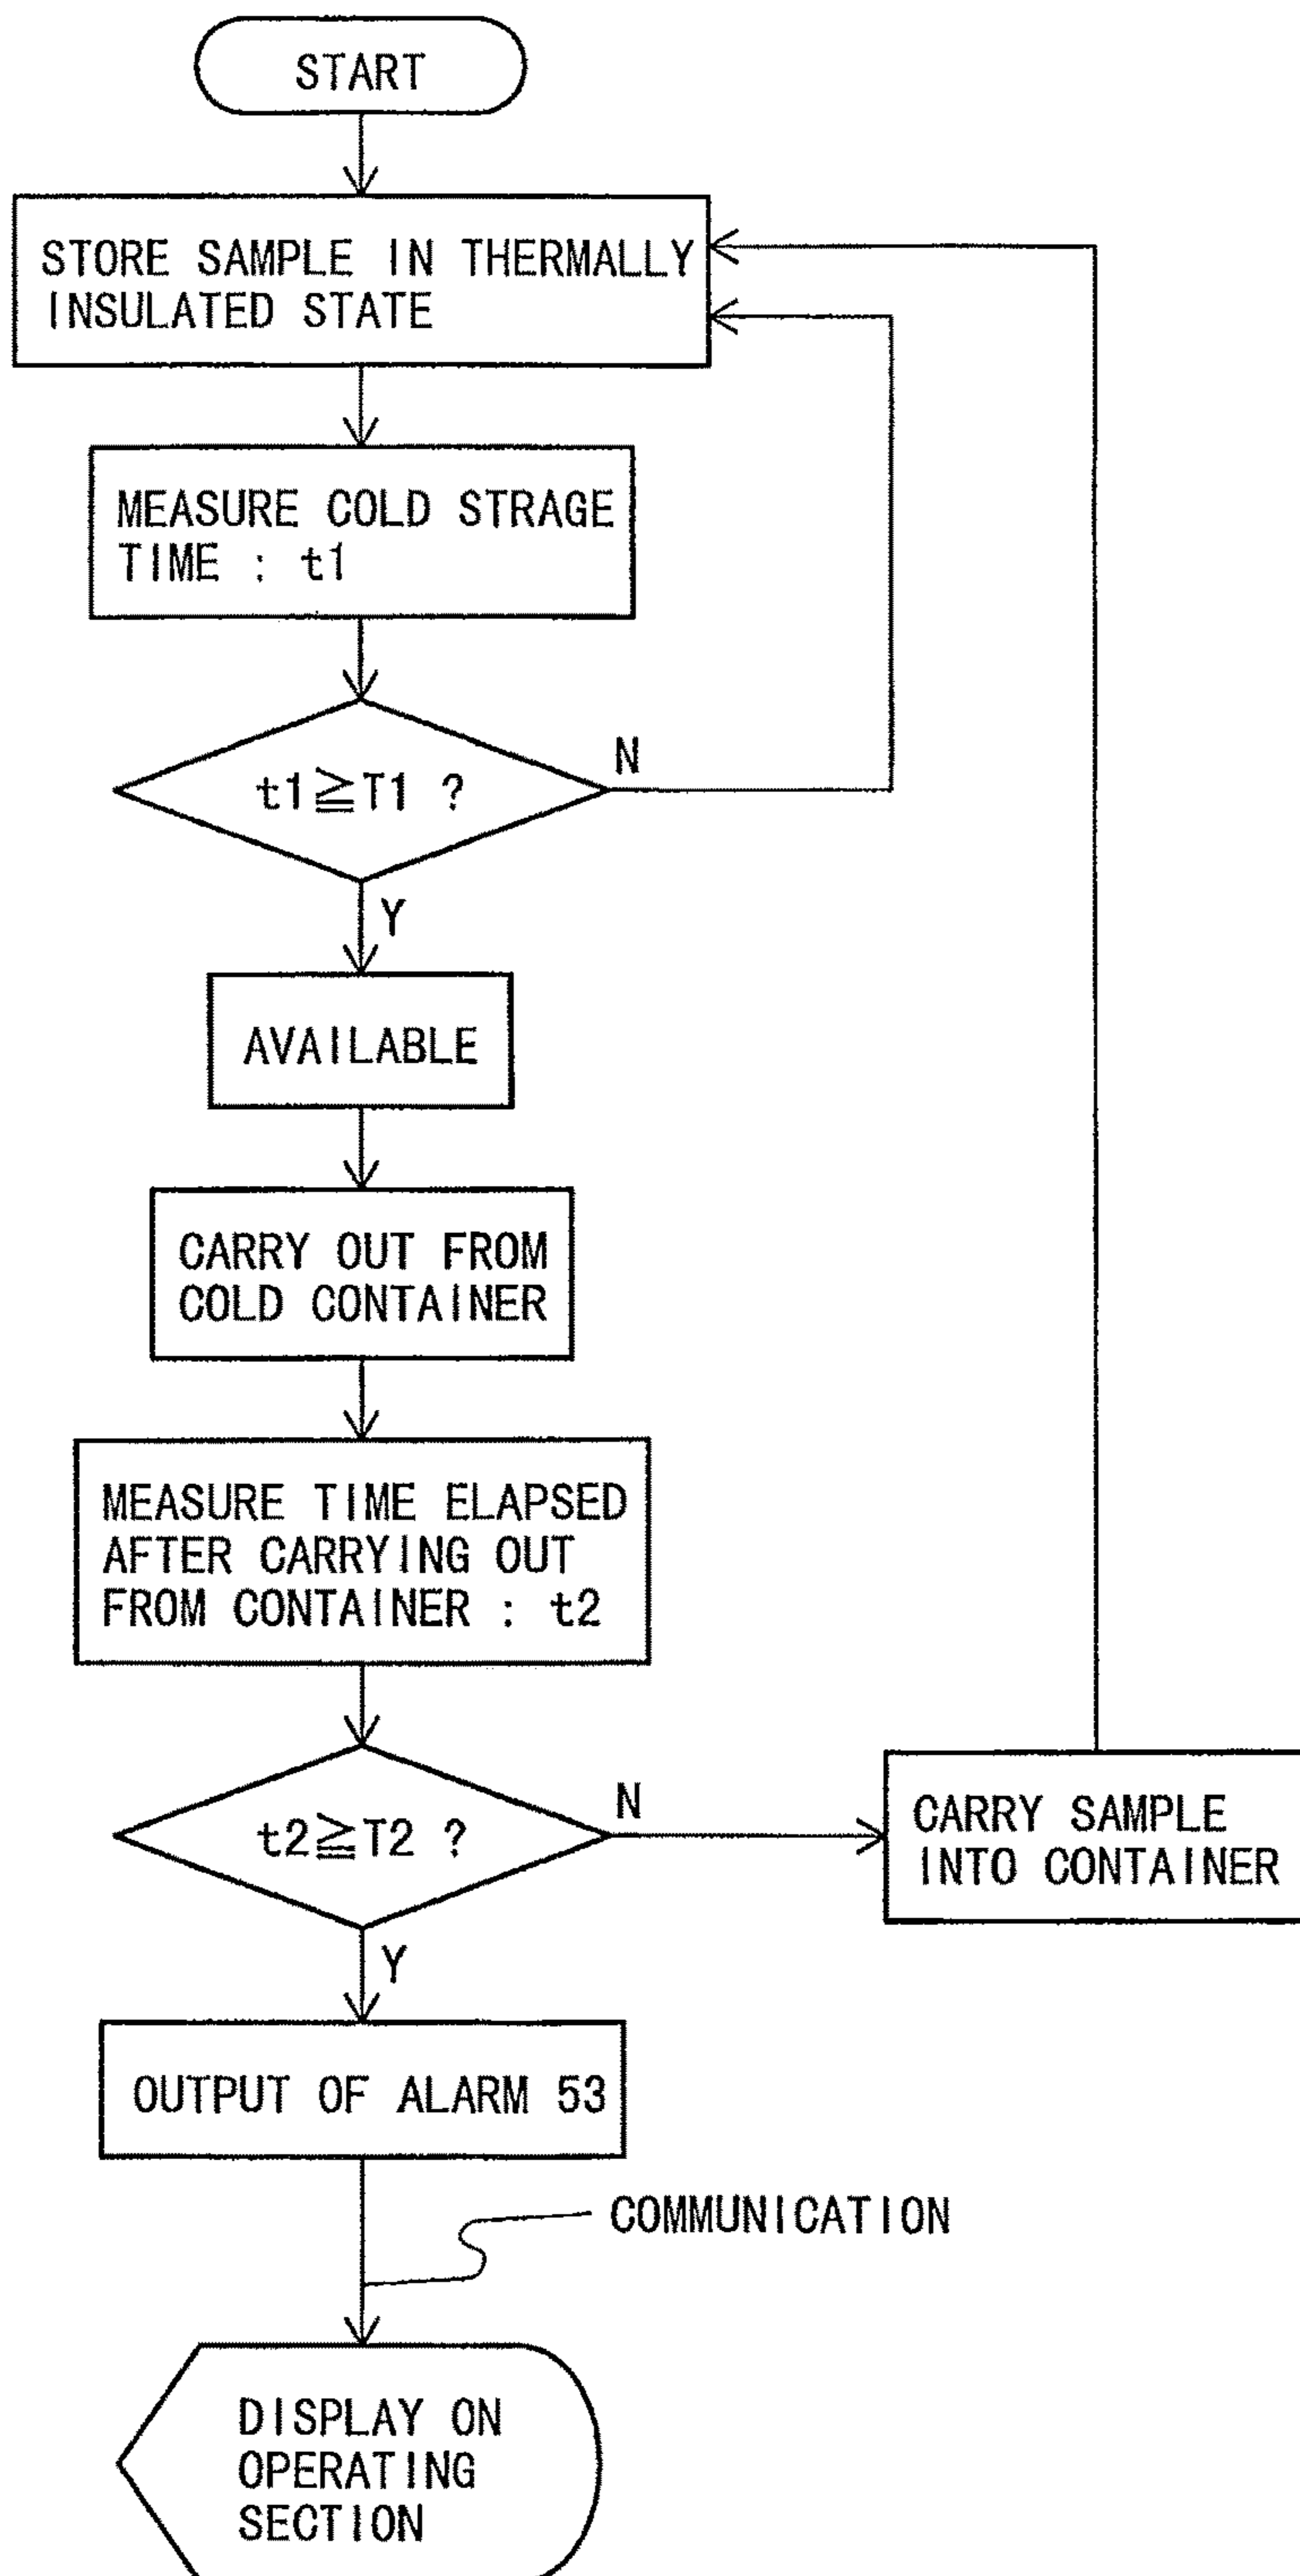 START
STORE SAMPLE IN THERMALLY
INSULATED STATE
MEASURE COLD STRAGE
TIME : t1
t1≧T1 ?
N
Y
AVAILABLE
CARRY OUT FROM
COLD CONTAINER
MEASURE TIME ELAPSED
AFTER CARRYING OUT
FROM CONTAINER : t2
t2≧T2 ?
N
CARRY SAMPLE
INTO CONTAINER
Y
OUTPUT OF ALARM 53
COMMUNICATION
DISPLAY ON
OPERATING
SECTION